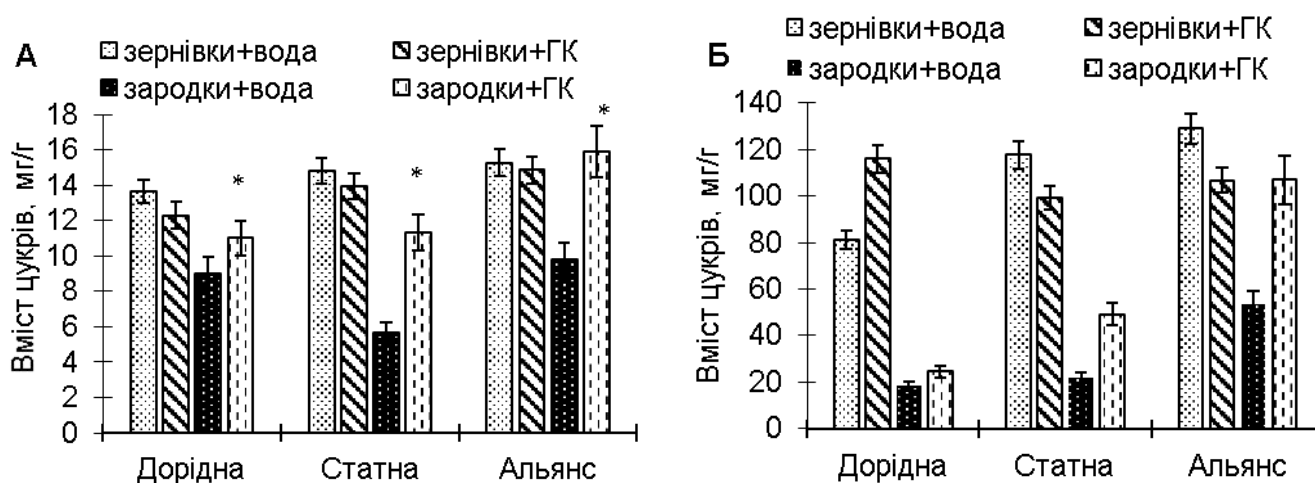 А
зернівки+вода зернівки+ГК
зародки+вода зародки+ГК
Вміст цукрів, мг/г
18
16
14
12
10
8
6
4
2
0
* * *
Дорідна Статна Альянс
Б
зернівки+вода зернівки+ГК
зародки+вода зародки+ГК
Вміст цукрів, мг/г
140
120
100
80
60
40
20
0
Дорідна Статна Альянс